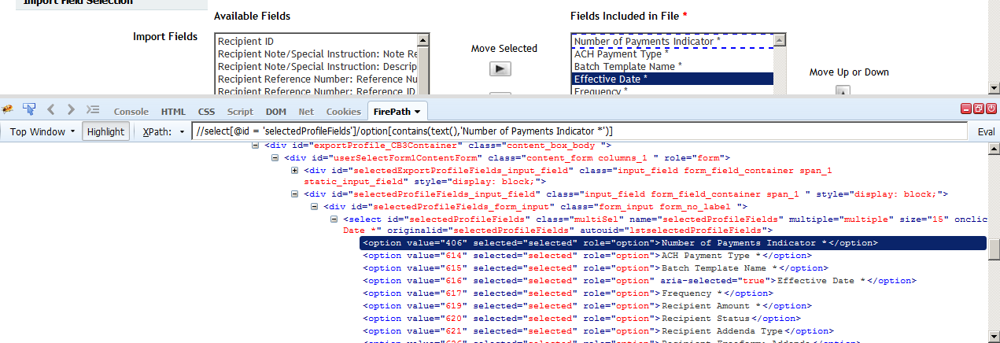 Import Field Selection
Available Fields
Fields Included in File *
Import Fields
Recipient ID
Recipient Note/Special Instruction: Note Re
Recipient Note/Special Instruction: Descrip
Recipient Reference Number: Reference Nu
Recipient Reference Number: Reference ID
Move Selected
Number of Payments Indicator *
ACH Payment Type *
Batch Template Name *
Effective Date *
Frequency *
Move Up or Down
Console HTML CSS Script DOM Net Cookies FirePath
Top Window Highlight XPath: //select[@id = 'selectedProfileFields']/option[contains(text(),'Number of Payments Indicator *')] Eval
<div id="exportProfile_CB3Container" class="content_box_body ">
<div id="userSelectForm1ContentForm" class="content_form columns_1 " role="form">
<div id="selectedExportProfileFields_input_field" class="input_field form_field_container span_1
static_input_field" style="display: block;">
<div id="selectedProfileFields_input_field" class="input_field form_field_container span_1 " style="display: block;">
<div id="selectedProfileFields_form_input" class="form_input form_no_label ">
<select id="selectedProfileFields" class="multiSel" name="selectedProfileFields" multiple="multiple" size="15" onclic
Date *" originalid="selectedProfileFields" autouid="lstselectedProfileFields">
<option value="406" selected="selected" role="option">Number of Payments Indicator *</option>
<option value="614" selected="selected" role="option">ACH Payment Type *</option>
<option value="615" selected="selected" role="option">Batch Template Name *</option>
<option value="616" selected="selected" role="option" aria-selected="true">Effective Date *</option>
<option value="617" selected="selected" role="option">Frequency *</option>
<option value="619" selected="selected" role="option">Recipient Amount *</option>
<option value="620" selected="selected" role="option">Recipient Status</option>
<option value="621" selected="selected" role="option">Recipient Addenda Type</option>